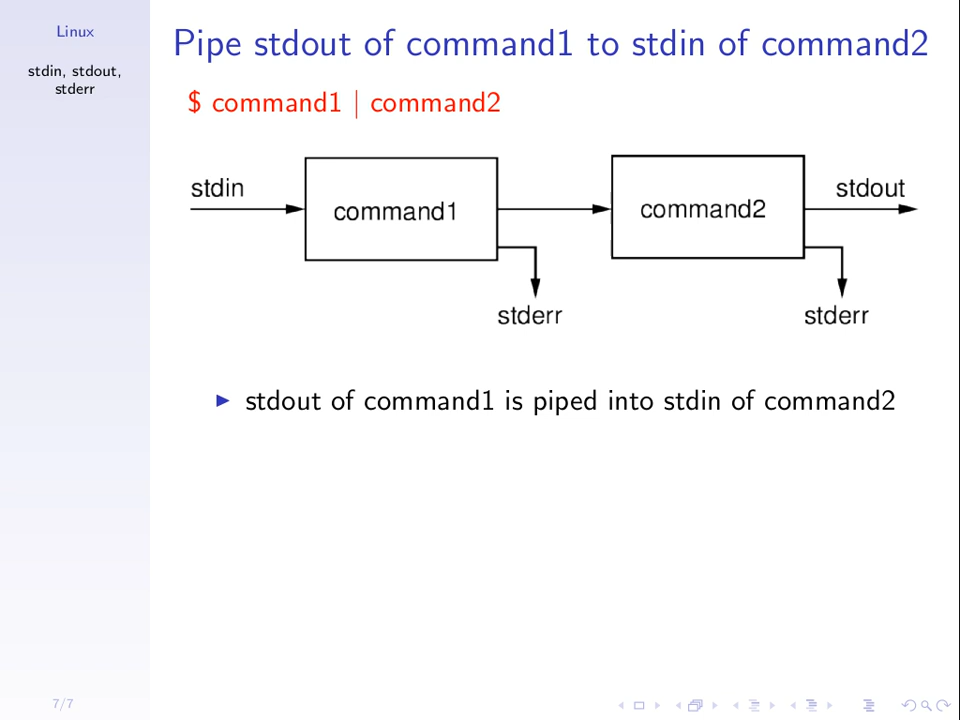 Linux
stdin, stdout,
stderr
Pipe stdout of command1 to stdin of command2
$ command1 | command2
stdin
command1
command2
stdout
stderr
stderr
stdout of command1 is piped into stdin of command2
7/7